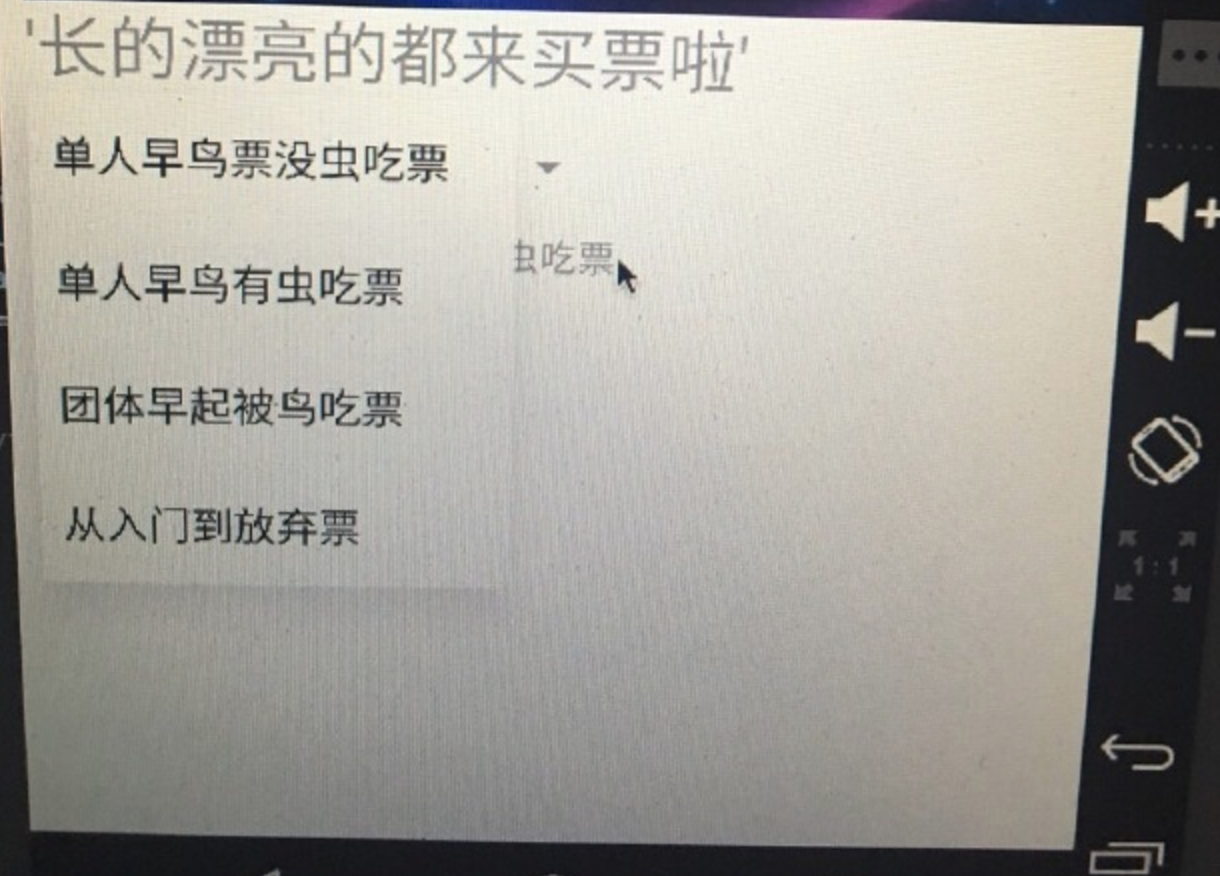 '长的漂亮的都来买票啦'
单人早鸟票没虫吃票
虫吃票
单人早鸟有虫吃票
团体早起被鸟吃票
从入门到放弃票
1:1